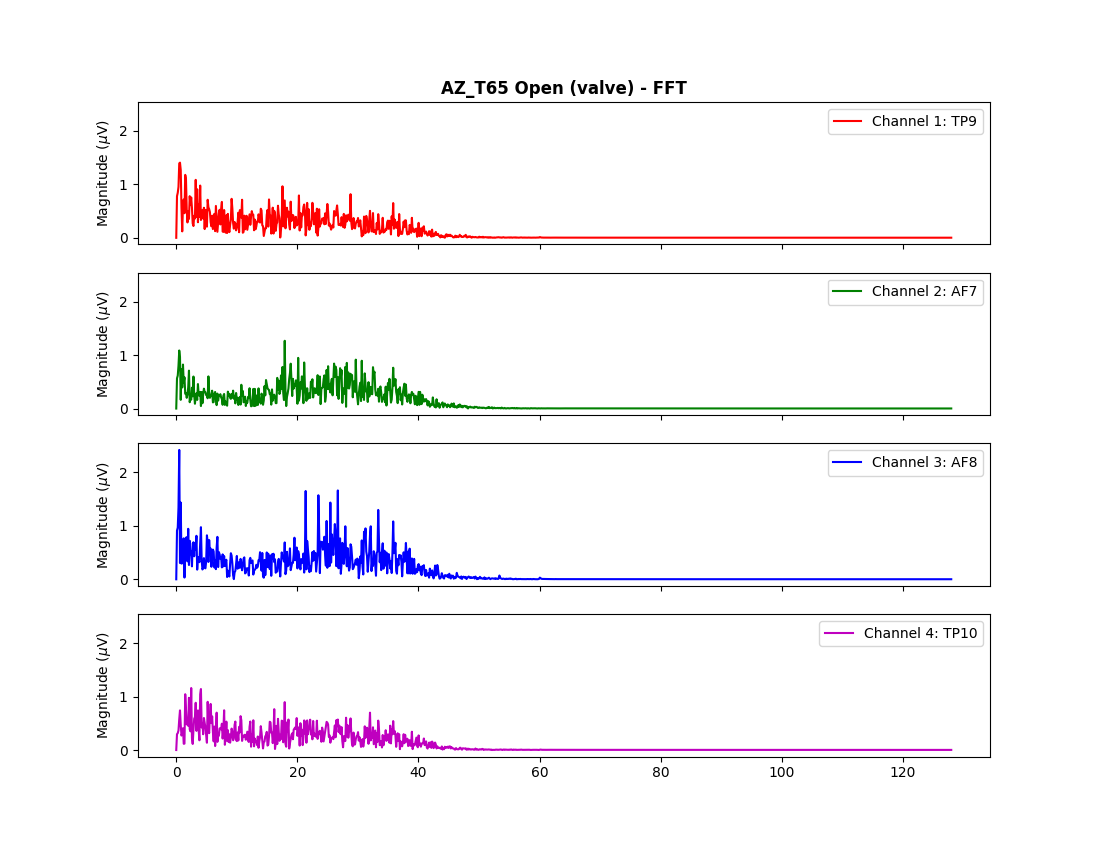 AZ_T65 Open (valve) - FFT
Magnitude (μV)
2
1
0
Channel 1: TP9
Magnitude (μV)
2
1
0
Channel 2: AF7
Magnitude (μV)
2
1
0
Channel 3: AF8
Magnitude (μV)
2
1
0
Channel 4: TP10
0 20 40 60 80 100 120